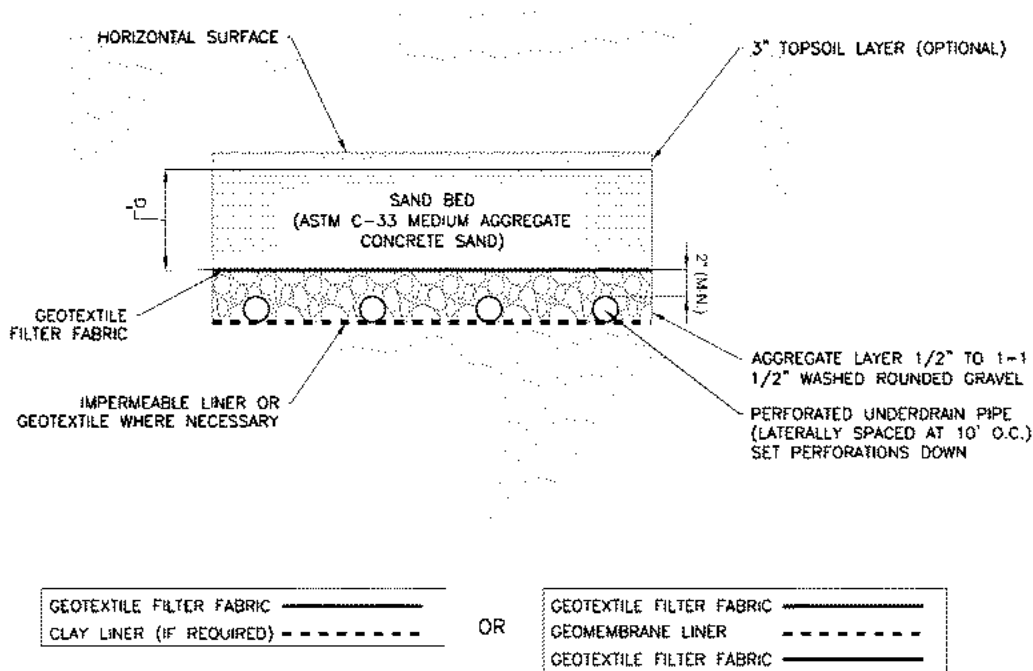 HORIZONTAL SURFACE
3" TOPSOIL LAYER (OPTIONAL)
SAND BED
(ASTM C-33 MEDIUM AGGREGATE
CONCRETE SAND)
2" (MIN)
GEOTEXTILE
FILTER FABRIC
AGGREGATE LAYER 1/2" TO 1-1
1/2" WASHED ROUNDED GRAVEL
IMPERMEABLE LINER OR
GEOTEXTILE WHERE NECESSARY
PERFORATED UNDERDRAIN PIPE
(LATERALLY SPACED AT 10' O.C.)
SET PERFORATIONS DOWN
GEOTEXTILE FILTER FABRIC
CLAY LINER (IF REQUIRED)
OR
GEOTEXTILE FILTER FABRIC
GEOMEMBRANE LINER
GEOTEXTILE FILTER FABRIC